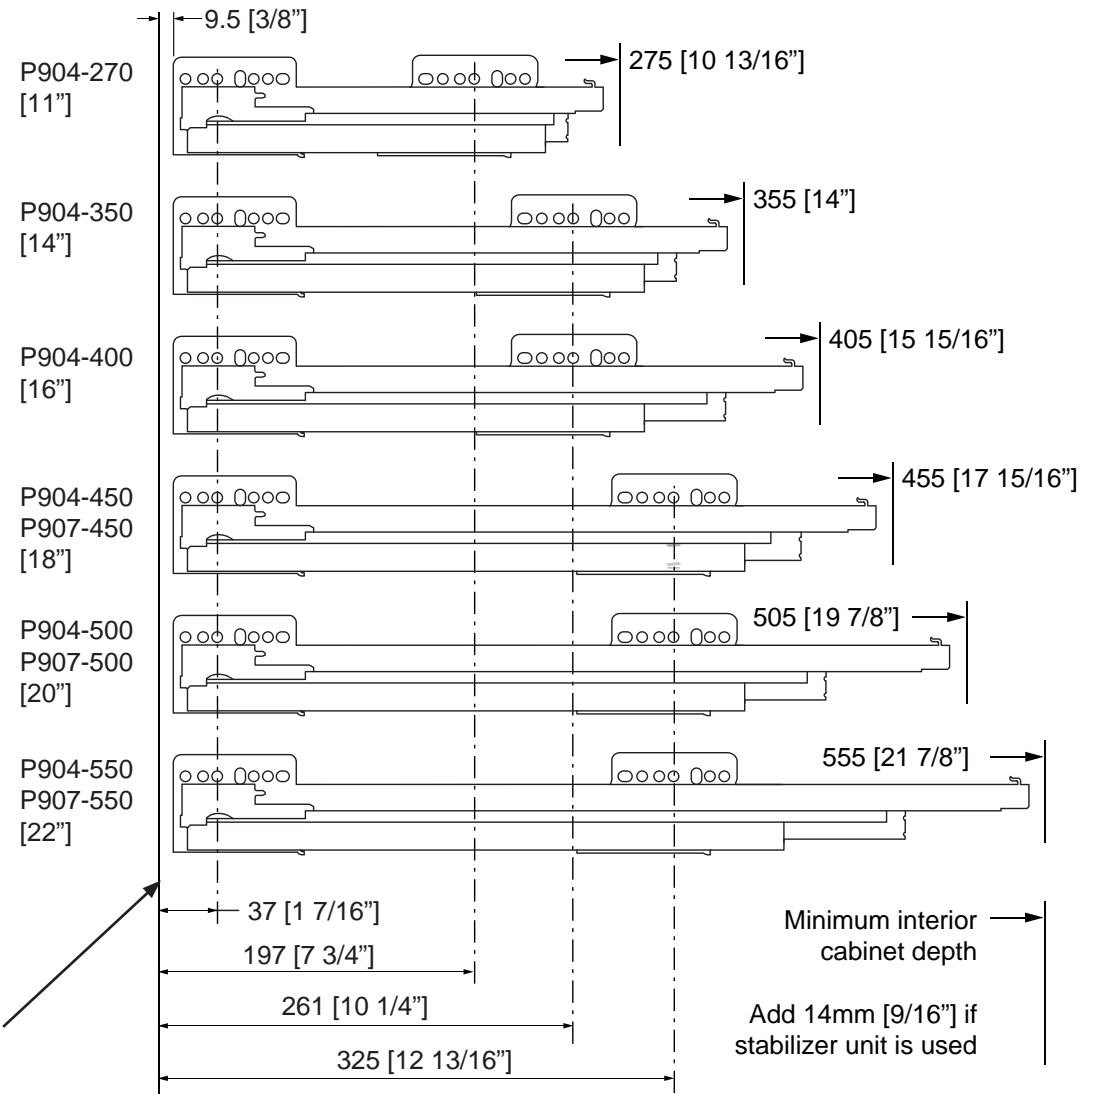 9.5 [3/8”]
P904-270
[11”]
275 [10 13/16”]
P904-350
[14”]
355 [14”]
P904-400
[16”]
405 [15 15/16”]
P904-450
P907-450
[18”]
455 [17 15/16”]
P904-500
P907-500
[20”]
505 [19 7/8”]
P904-550
P907-550
[22”]
555 [21 7/8”]
37 [1 7/16”]
197 [7 3/4”]
261 [10 1/4”]
325 [12 13/16”]
Minimum interior
cabinet depth
Add 14mm [9/16”] if
stabilizer unit is used